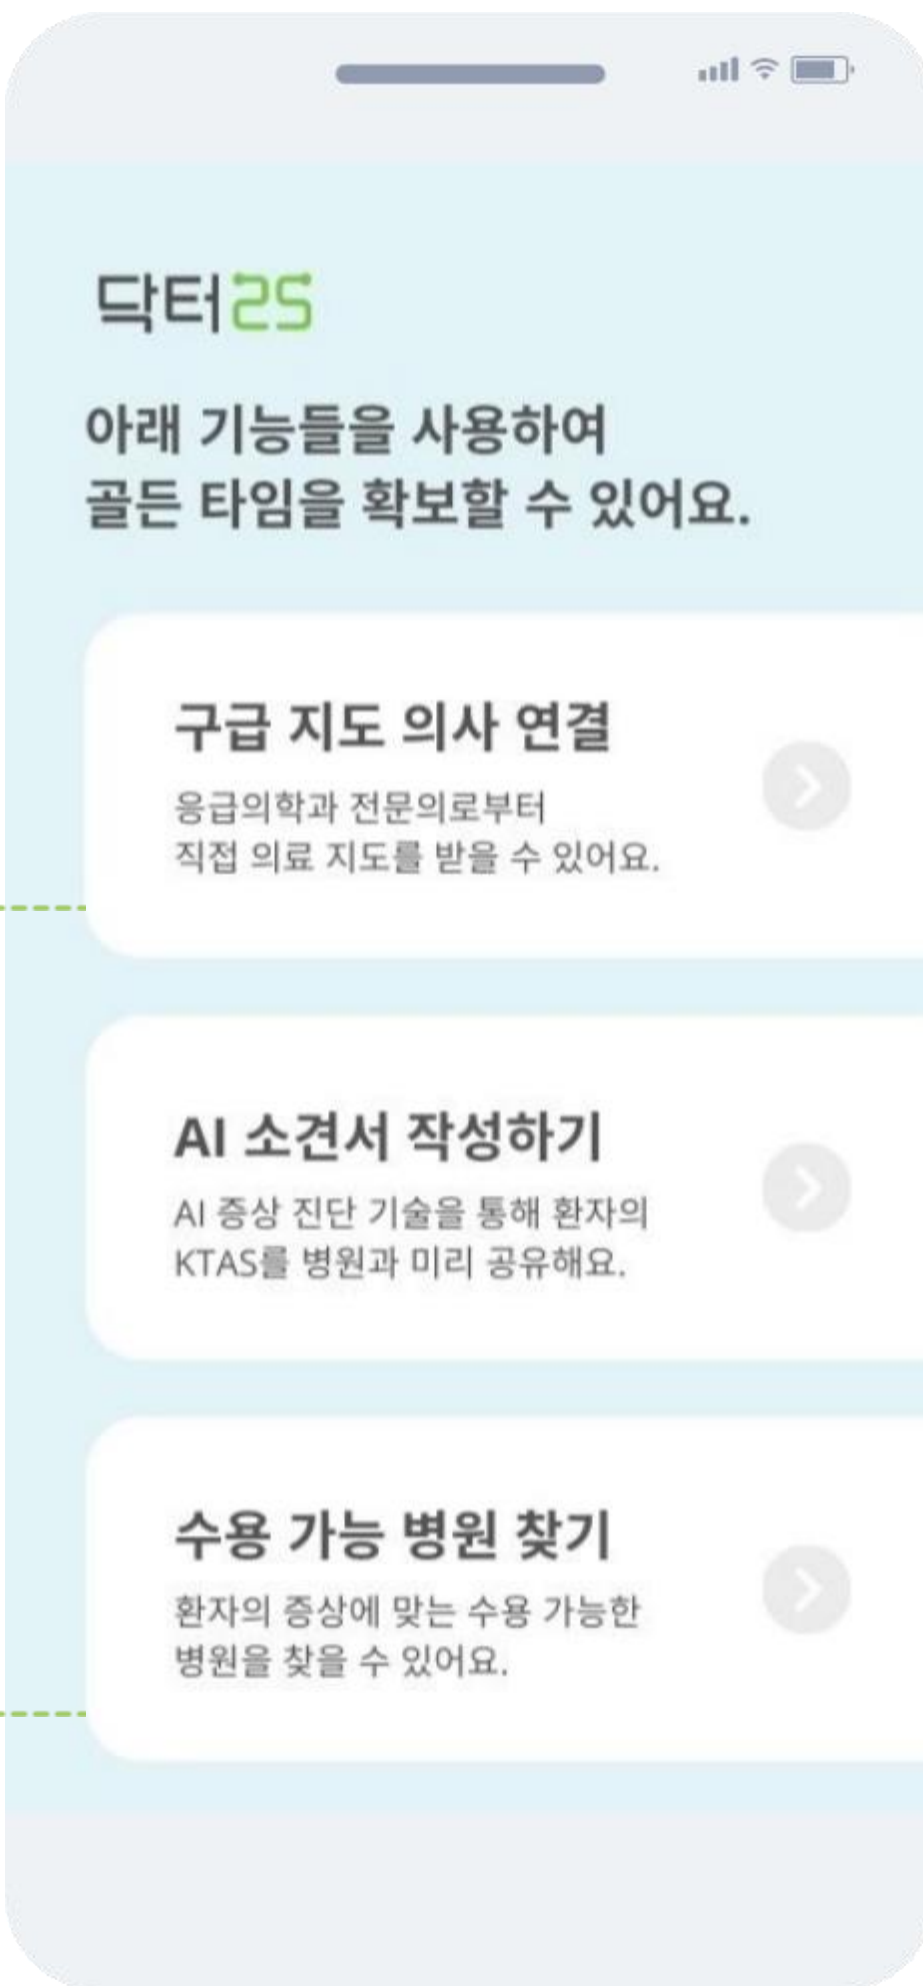 닥터25
아래 기능들을 사용하여
골든 타임을 확보할 수 있어요.
구급 지도 의사 연결
응급의학과 전문의로부터
직접 의료 지도를 받을 수 있어요.
AI 소견서 작성하기
AI 증상 진단 기술을 통해 환자의
KTAS를 병원과 미리 공유해요.
수용 가능 병원 찾기
환자의 증상에 맞는 수용 가능한
병원을 찾을 수 있어요.